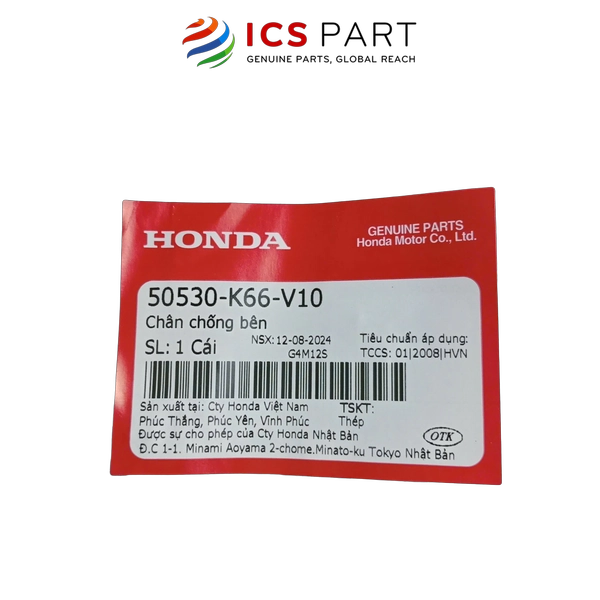 ICS PART
GENUINE PARTS, GLOBAL REACH
HONDA
GENUINE PARTS
Honda Motor Co., Ltd.
50530-K66-V10
Chân chống bên
SL: 1 Cái
NSX: 12-08-2024
G4M12S
Tiêu chuẩn áp dụng:
TCCS: 01|2008|HVN
Sản xuất tại: Cty Honda Việt Nam
TSKT:
Phúc Thắng, Phúc Yên, Vĩnh Phúc
Thép
Được sự cho phép của Cty Honda Nhật Bản
OTK
Đ.C 1-1. Minami Aoyama 2-chome.Minato-ku Tokyo Nhật Bản